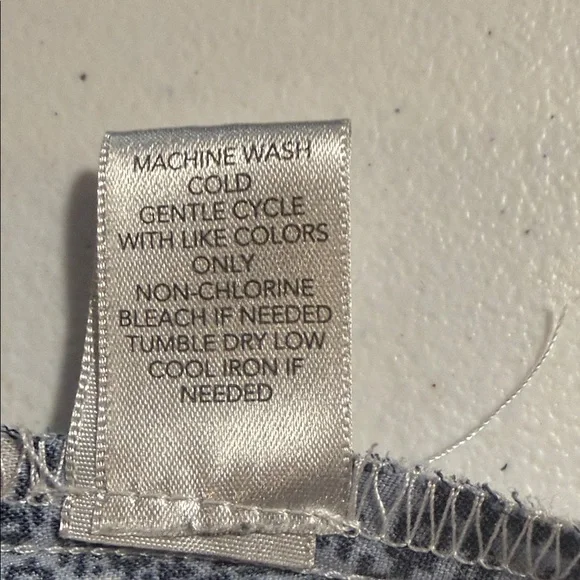 MACHINE WASH
COLD
GENTLE CYCLE
WITH LIKE COLORS
ONLY
NON-CHLORINE
BLEACH IF NEEDED
TUMBLE DRY LOW
COOL IRON IF
NEEDED